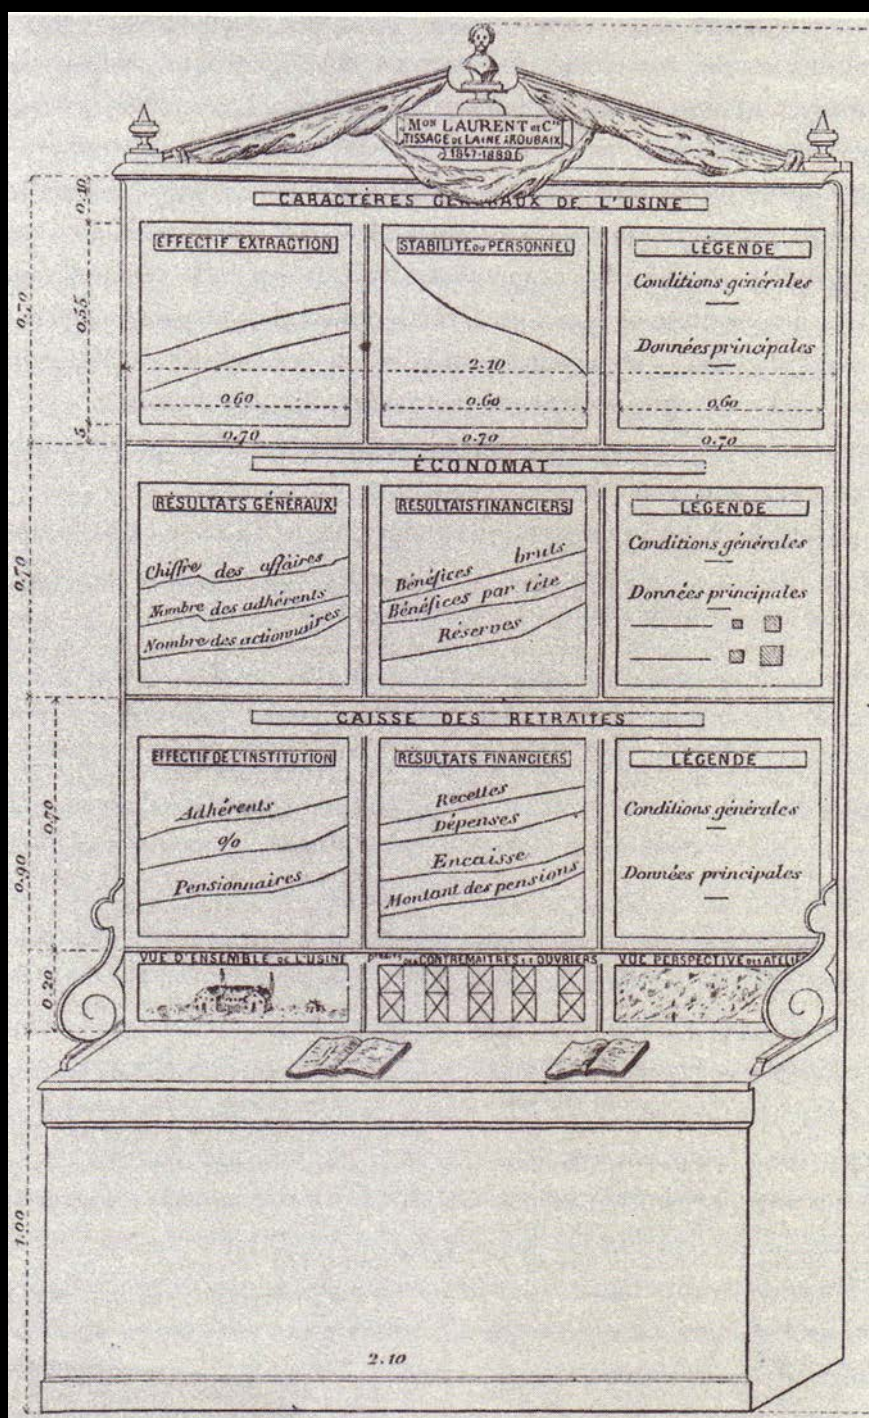 Mon LAURENT et Cie
TISSAGE DE LAINE À ROUBAIX
1847-1889
CARACTÈRES GÉNÉRAUX DE L'USINE
EFFECTIF EXTRACTION
STABILITÉ DU PERSONNEL
LÉGENDE
Conditions générales
Données principales
2.10
0.60
0.60
0.60
0.70
0.70
0.70
0.10
0.55
5
0.70
ÉCONOMAT
RÉSULTATS GÉNÉRAUX
Chiffre des affaires
Nombre des adhérents
Nombre des actionnaires
RÉSULTATS FINANCIERS
Bénéfices bruts
Bénéfices par tête
Réserves
LÉGENDE
Conditions générales
Données principales
0.70
CAISSE DES RETRAITES
EFFECTIF DE L'INSTITUTION
Adhérents
%
Pensionnaires
RÉSULTATS FINANCIERS
Recettes
Dépenses
Encaisse
Montant des pensions
LÉGENDE
Conditions générales
Données principales
0.70
0.90
0.20
VUE D'ENSEMBLE DE L'USINE
DES CONTREMAITRES ET OUVRIERS
VUE PERSPECTIVE DES ATELIE
1.00
2.10